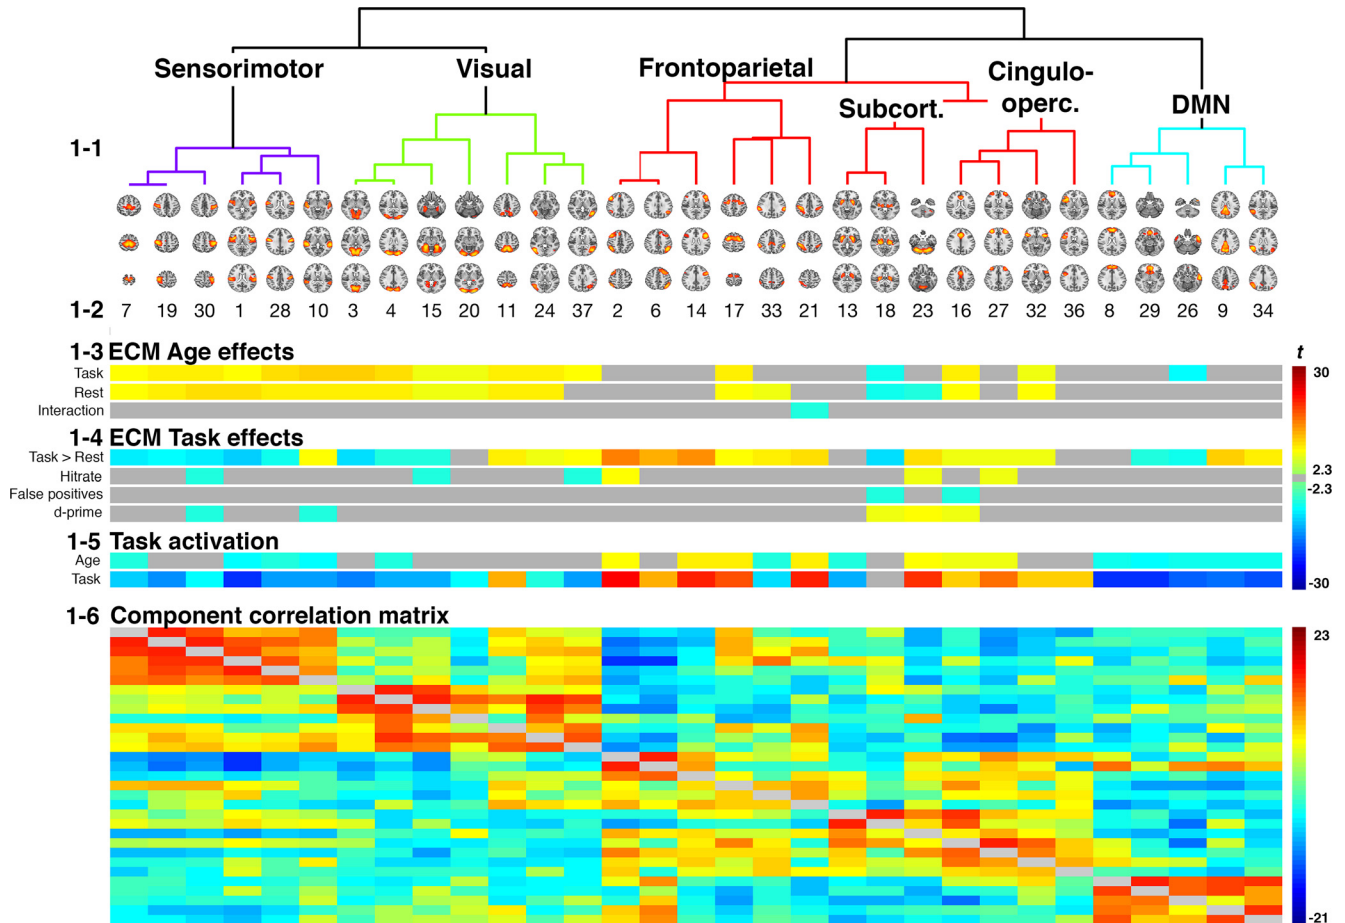 Sensorimotor Visual Frontoparietal Cingulo-
operc.
Subcort. DMN
1-1
1-2 7 19 30 1 28 10 3 4 15 20 11 24 37 2 6 14 17 33 21 13 18 23 16 27 32 36 8 29 26 9 34
1-3 ECM Age effects
t
Task
30
Rest
Interaction
1-4 ECM Task effects
Task > Rest
2.3
Hitrate
-2.3
False positives
d-prime
1-5 Task activation
Age
Task
-30
1-6 Component correlation matrix
23
-21